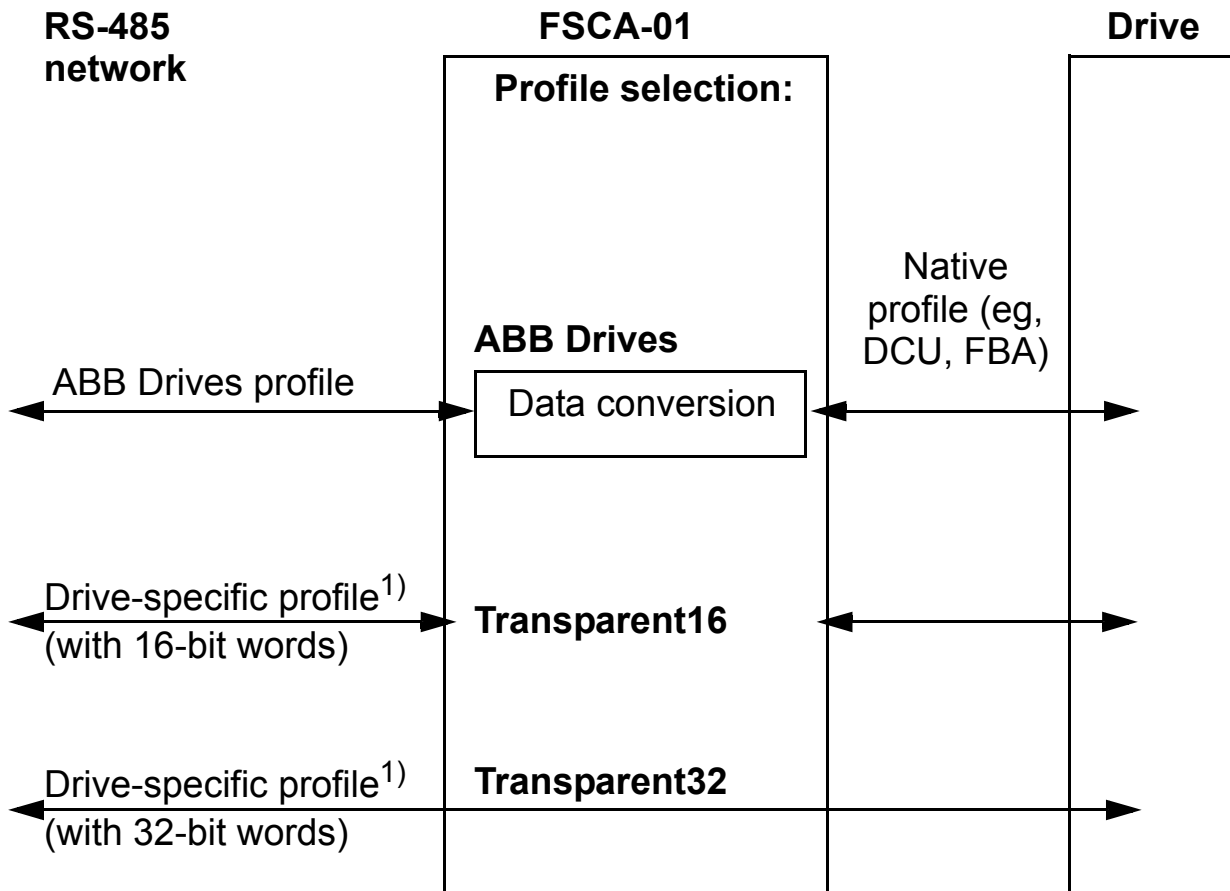 RS-485
network
FSCA-01
Drive
Profile selection:
Native
profile (eg,
DCU, FBA)
ABB Drives
ABB Drives profile
Data conversion
Drive-specific profile1)
(with 16-bit words)
Transparent16
Drive-specific profile1)
(with 32-bit words)
Transparent32